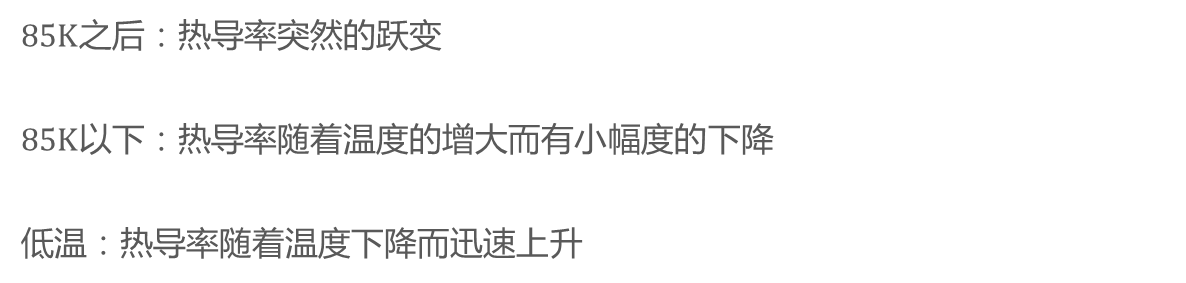 85K之后：热导率突然的跃变
85K以下：热导率随着温度的增大而有小幅度的下降
低温：热导率随着温度下降而迅速上升